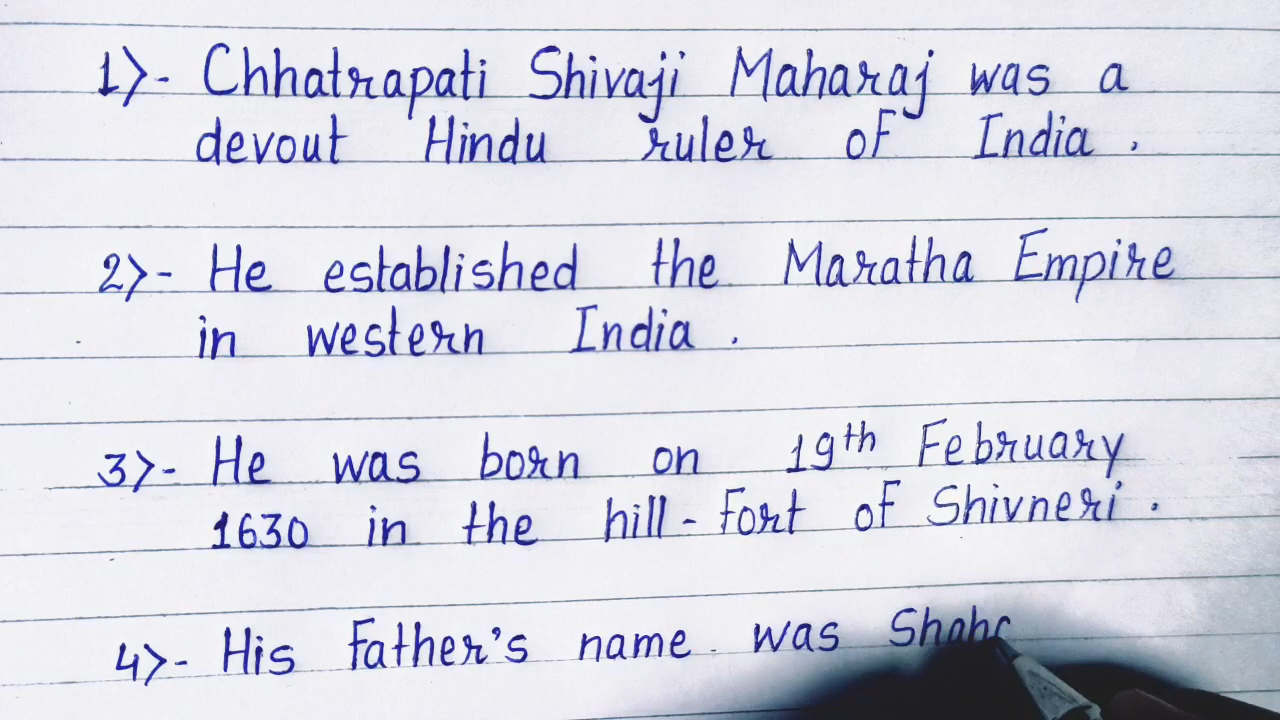 1)- Chhatrapati Shivaji Maharaj was a
devout Hindu ruler of India .
2)- He established the Maratha Empire
in western India .
3)- He was born on 19th February
1630 in the hill-fort of Shivneri .
4)- His father's name was